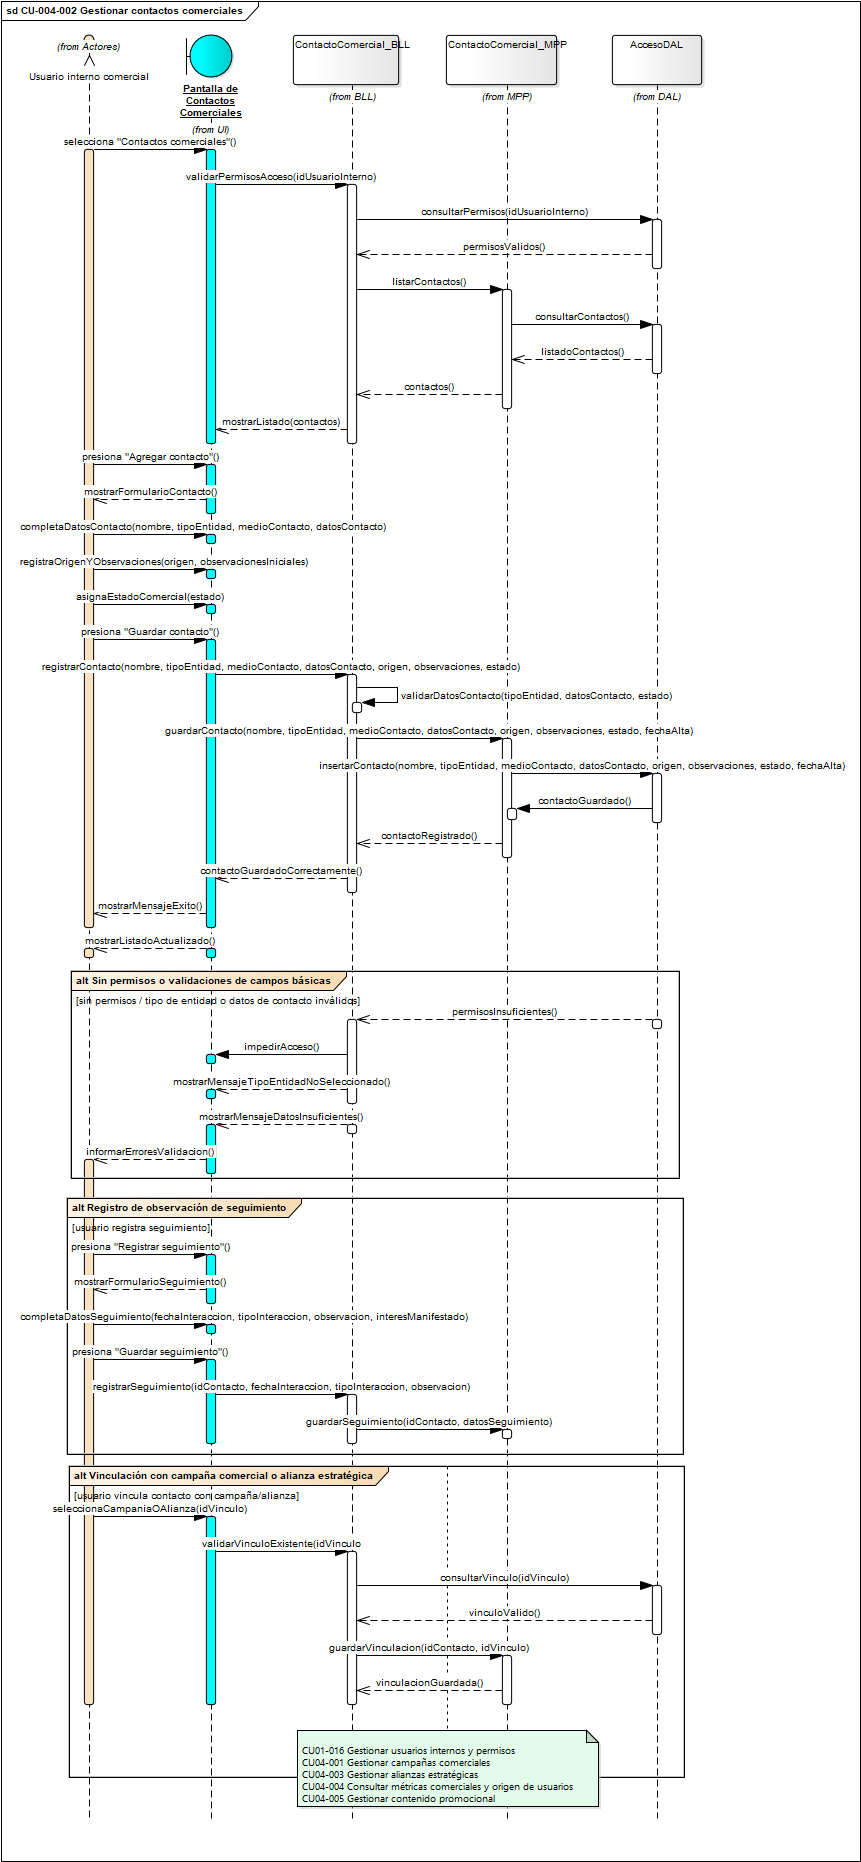 sd CU-004-002 Gestionar contactos comerciales
(from Actores)
Usuario interno comercial
Pantalla de
Contactos
Comerciales
(from UI)
ContactoComercial_BLL
(from BLL)
ContactoComercial_MPP
(from MPP)
AccesoDAL
(from DAL)
selecciona "Contactos comerciales"()
validarPermisosAcceso(idUsuarioInterno)
consultarPermisos(idUsuarioInterno)
permisosValidos()
listarContactos()
consultarContactos()
listadoContactos()
contactos()
mostrarListado(contactos)
presiona "Agregar contacto"()
mostrarFormularioContacto()
completaDatosContacto(nombre, tipoEntidad, medioContacto, datosContacto)
registraOrigenYObservaciones(origen, observacionesIniciales)
asignaEstadoComercial(estado)
presiona "Guardar contacto"()
registrarContacto(nombre, tipoEntidad, medioContacto, datosContacto, origen, observaciones, estado)
validarDatosContacto(tipoEntidad, datosContacto, estado)
guardarContacto(nombre, tipoEntidad, medioContacto, datosContacto, origen, observaciones, estado, fechaAlta)
insertarContacto(nombre, tipoEntidad, medioContacto, datosContacto, origen, observaciones, estado, fechaAlta)
contactoGuardado()
contactoRegistrado()
contactoGuardadoCorrectamente()
mostrarMensajeExito()
mostrarListadoActualizado()
alt Sin permisos o validaciones de campos básicas
[sin permisos / tipo de entidad o datos de contacto inválidos]
permisosInsuficientes()
impedirAcceso()
mostrarMensajeTipoEntidadNoSeleccionado()
mostrarMensajeDatosInsuficientes()
informarErroresValidacion()
alt Registro de observación de seguimiento
[usuario registra seguimiento]
presiona "Registrar seguimiento"()
mostrarFormularioSeguimiento()
completaDatosSeguimiento(fechaInteraccion, tipoInteraccion, observacion, interesManifestado)
presiona "Guardar seguimiento"()
registrarSeguimiento(idContacto, fechaInteraccion, tipoInteraccion, observacion)
guardarSeguimiento(idContacto, datosSeguimiento)
alt Vinculación con campaña comercial o alianza estratégica
[usuario vincula contacto con campaña/alianza]
seleccionaCampaniaOAlianza(idVinculo)
validarVinculoExistente(idVinculo
consultarVinculo(idVinculo)
vinculoValido()
guardarVinculacion(idContacto, idVinculo)
vinculacionGuardada()
CU01-016 Gestionar usuarios internos y permisos
CU04-001 Gestionar campañas comerciales
CU04-003 Gestionar alianzas estratégicas
CU04-004 Consultar métricas comerciales y origen de usuarios
CU04-005 Gestionar contenido promocional